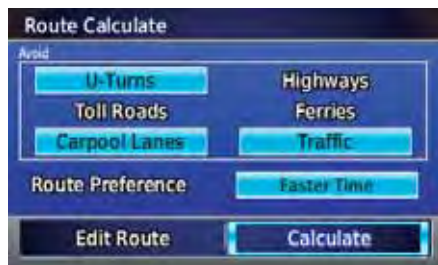 Route Calculate
Avoid
U-Turns Highways
Toll Roads Ferries
Carpool Lanes Traffic
Route Preference Faster Time
Edit Route Calculate